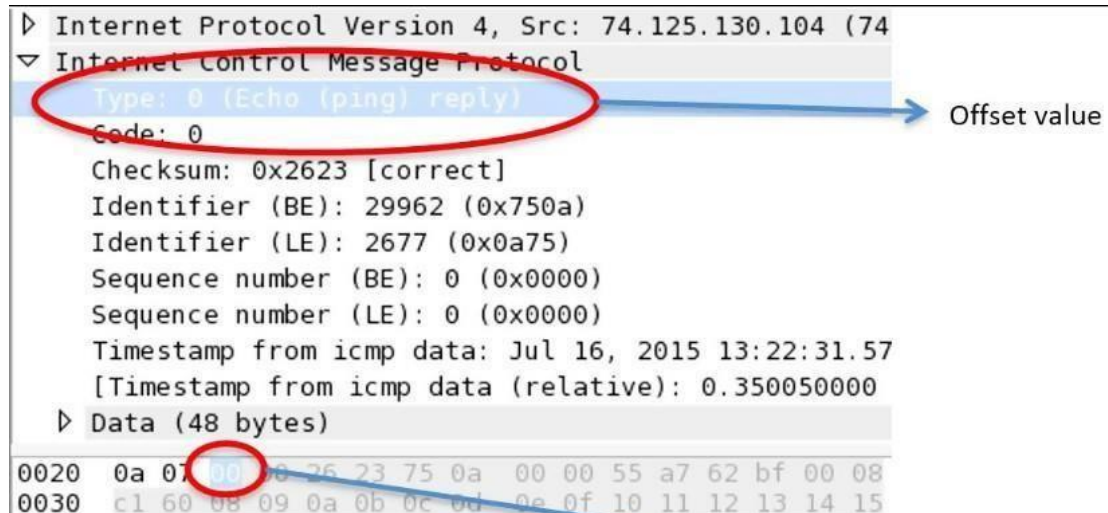 Internet Protocol Version 4, Src: 74.125.130.104 (74
Internet Control Message Protocol
Type: 0 (Echo (ping) reply)
Offset value
Code: 0
Checksum: 0x2623 [correct]
Identifier (BE): 29962 (0x750a)
Identifier (LE): 2677 (0x0a75)
Sequence number (BE): 0 (0x0000)
Sequence number (LE): 0 (0x0000)
Timestamp from icmp data: Jul 16, 2015 13:22:31.57
[Timestamp from icmp data (relative): 0.350050000
Data (48 bytes)
0020 0a 07 00 00 26 23 75 0a 00 00 55 a7 62 bf 00 08
0030 c1 60 08 09 0a 0b 0c 0d 0e 0f 10 11 12 13 14 15